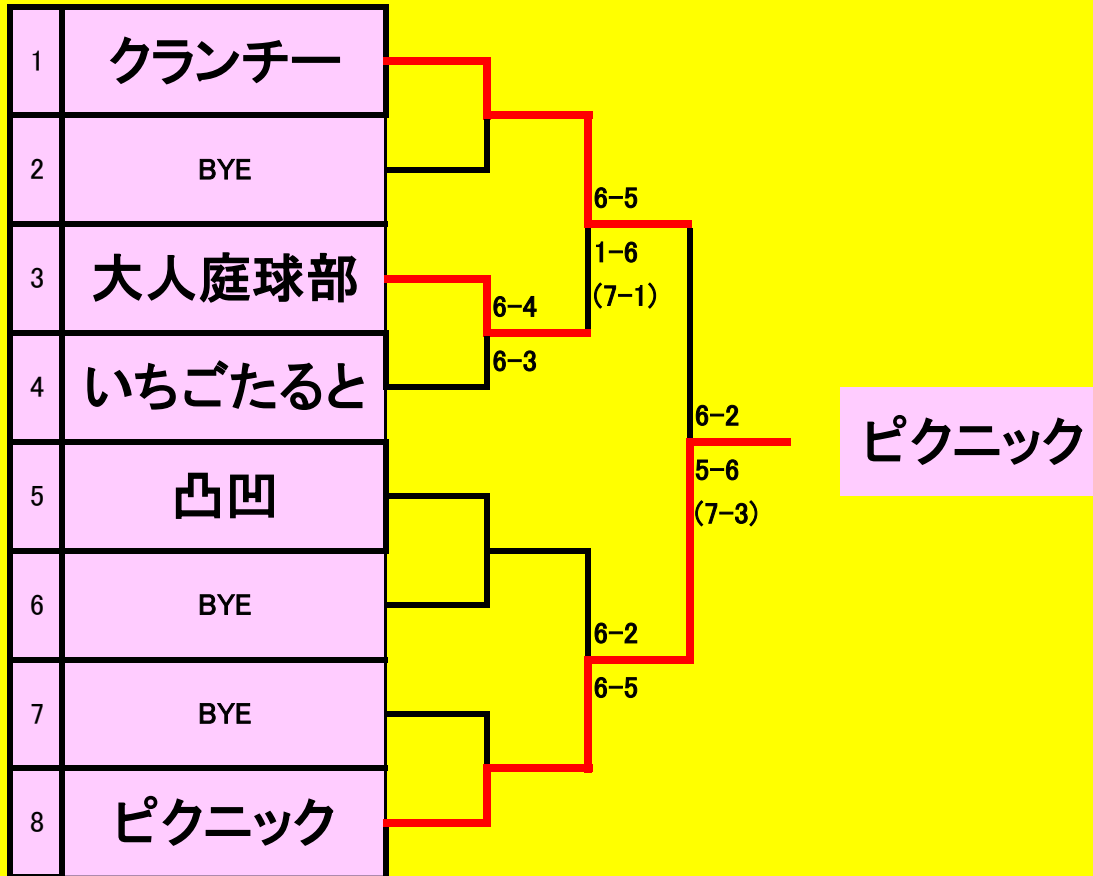 1 クランチー
2 BYE
3 大人庭球部
4 いちごたると
5 凸凹
6 BYE
7 BYE
8 ピクニック
6-4
6-3
6-5
1-6
(7-1)
6-2
6-5
6-2
5-6
(7-3)
ピクニック